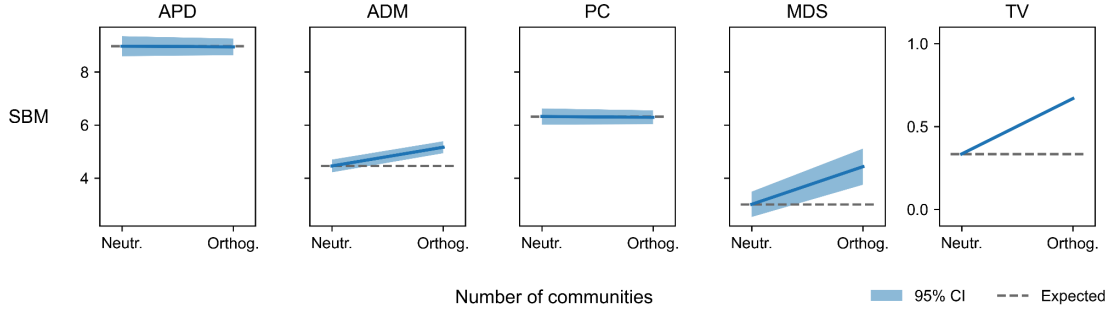 APD ADM PC MDS TV
1.0
8
SBM 6 0.5
4
0.0
Neutr. Orthog. Neutr. Orthog. Neutr. Orthog. Neutr. Orthog. Neutr. Orthog.
Number of communities 95% CI Expected